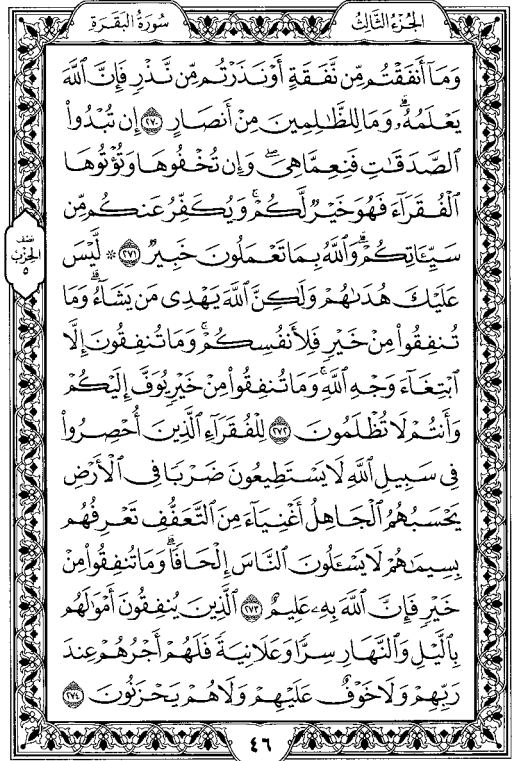 الجُزْءُ الثَّالِثُ
سُورَةُ البَقَرَةِ
وَمَآ أَنفَقْتُم مِّن نَّفَقَةٍ أَوْ نَذَرْتُم مِّن نَّذْرٍ فَإِنَّ ٱللَّهَ
يَعْلَمُهُۥۗ وَمَا لِلظَّٰلِمِينَ مِنْ أَنصَارٍ ٢٧٠ إِن تُبْدُواْ
ٱلصَّدَقَٰتِ فَنِعِمَّا هِىَۖ وَإِن تُخْفُوهَا وَتُؤْتُوهَا
ٱلْفُقَرَآءَ فَهُوَ خَيْرٌ لَّكُمْۚ وَيُكَفِّرُ عَنكُم مِّن
سَيِّـَٔاتِكُمْۗ وَٱللَّهُ بِمَا تَعْمَلُونَ خَبِيرٌ ٢٧١ * لَّيْسَ
عَلَيْكَ هُدَىٰهُمْ وَلَٰكِنَّ ٱللَّهَ يَهْدِى مَن يَشَآءُۗ وَمَا
تُنفِقُواْ مِنْ خَيْرٍ فَلِأَنفُسِكُمْۚ وَمَا تُنفِقُونَ إِلَّا
ٱبْتِغَآءَ وَجْهِ ٱللَّهِۚ وَمَا تُنفِقُواْ مِنْ خَيْرٍ يُوَفَّ إِلَيْكُمْ
وَأَنتُمْ لَا تُظْلَمُونَ ٢٧٢ لِلْفُقَرَآءِ ٱلَّذِينَ أُحْصِرُواْ
فِى سَبِيلِ ٱللَّهِ لَا يَسْتَطِيعُونَ ضَرْبًا فِى ٱلْأَرْضِ
يَحْسَبُهُمُ ٱلْجَاهِلُ أَغْنِيَآءَ مِنَ ٱلتَّعَفُّفِ تَعْرِفُهُم
بِسِيمَٰهُمْ لَا يَسْـَٔلُونَ ٱلنَّاسَ إِلْحَافًاۗ وَمَا تُنفِقُواْ مِنْ
خَيْرٍ فَإِنَّ ٱللَّهَ بِهِۦ عَلِيمٌ ٢٧٣ ٱلَّذِينَ يُنفِقُونَ أَمْوَٰلَهُم
بِٱلَّيْلِ وَٱلنَّهَارِ سِرًّا وَعَلَانِيَةً فَلَهُمْ أَجْرُهُمْ عِندَ
رَبِّهِمْ وَلَا خَوْفٌ عَلَيْهِمْ وَلَا هُمْ يَحْزَنُونَ ٢٧٤
نصف
الحزب
٥
٤٦